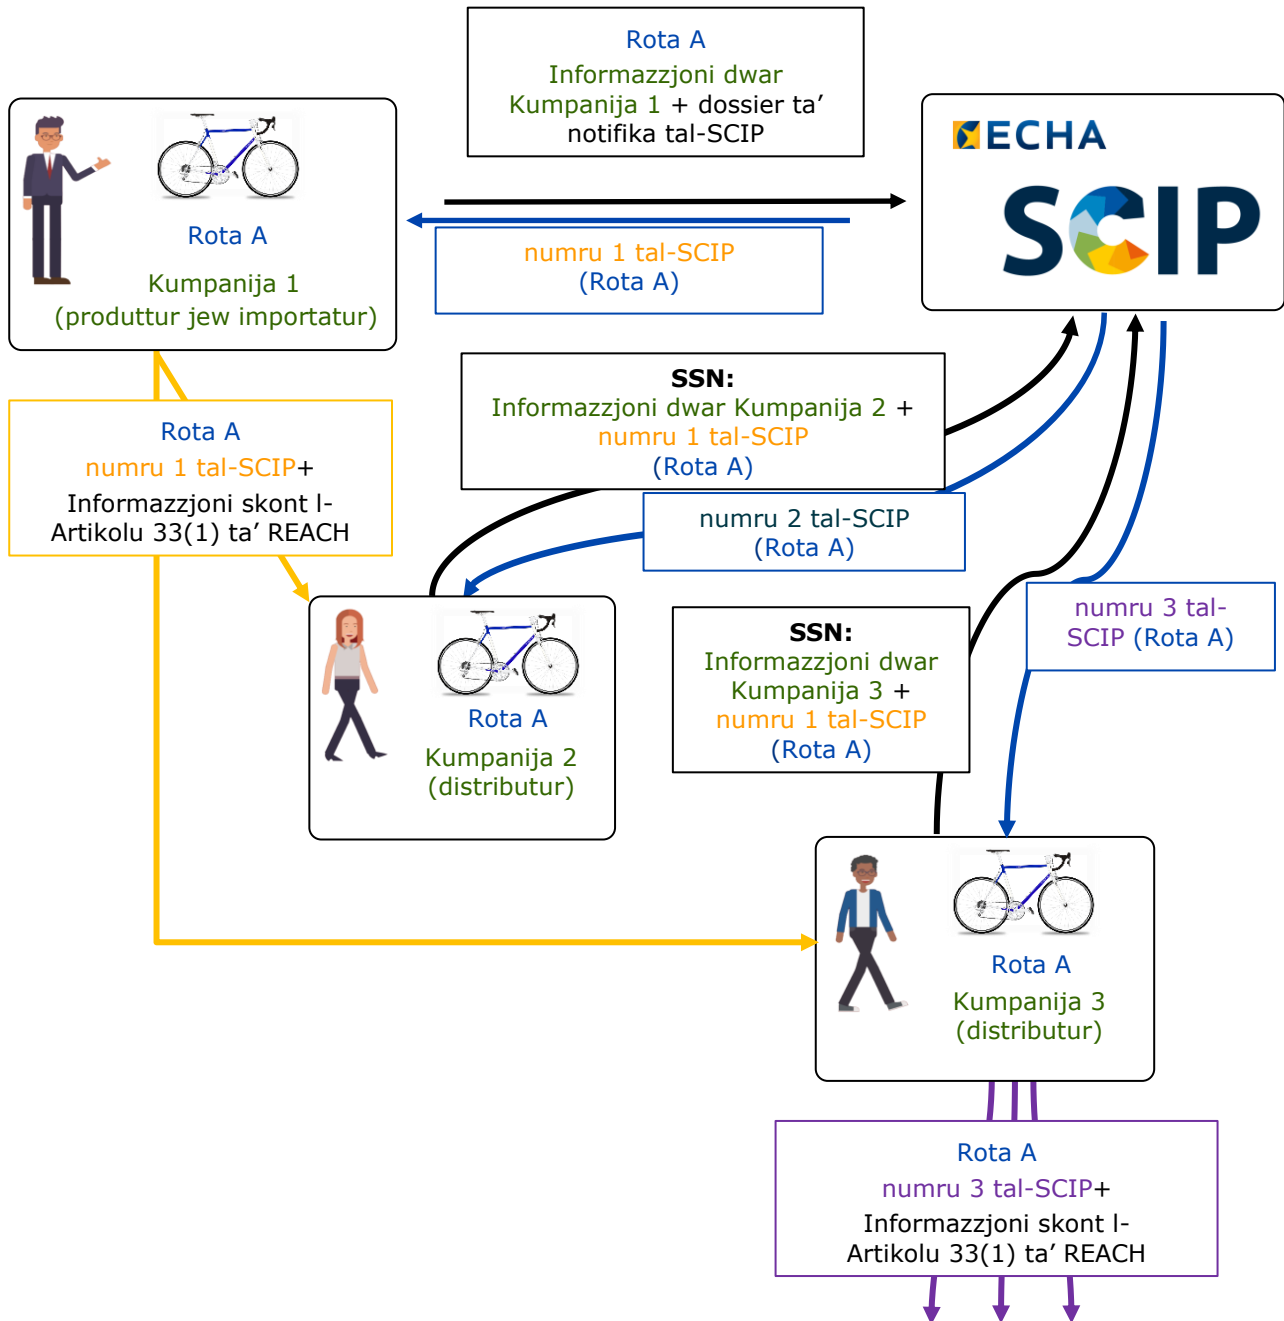 Rota A
Informazzjoni dwar
Kumpanija 1 + dossier ta’
notifika tal-SCIP
ECHA
SCIP
Rota A
Kumpanija 1
(produttur jew importatur)
numru 1 tal-SCIP
(Rota A)
SSN:
Informazzjoni dwar Kumpanija 2 +
numru 1 tal-SCIP
(Rota A)
Rota A
numru 1 tal-SCIP+
Informazzjoni skont l-
Artikolu 33(1) ta’ REACH
numru 2 tal-SCIP
(Rota A)
numru 3 tal-
SCIP (Rota A)
SSN:
Informazzjoni dwar
Kumpanija 3 +
numru 1 tal-SCIP
(Rota A)
Rota A
Kumpanija 2
(distributur)
Rota A
Kumpanija 3
(distributur)
Rota A
numru 3 tal-SCIP+
Informazzjoni skont l-
Artikolu 33(1) ta’ REACH